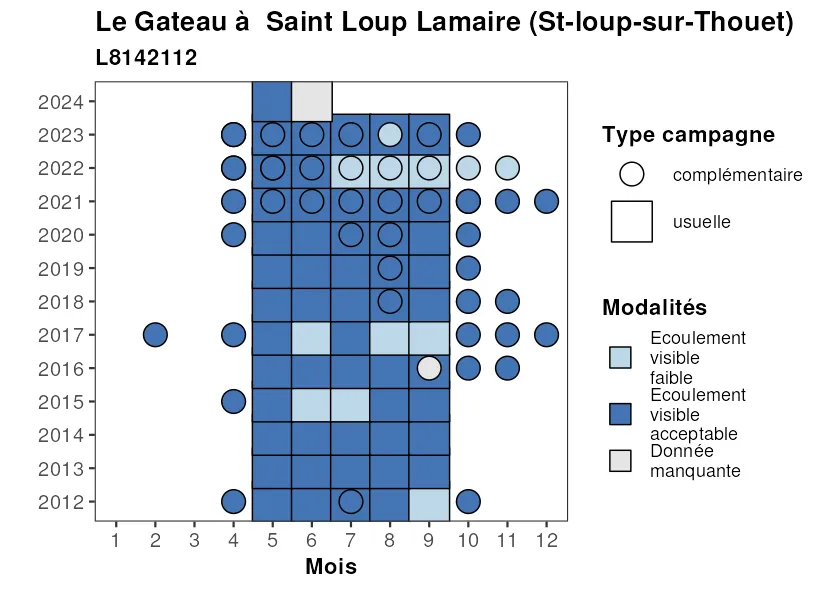 Le Gateau à  Saint Loup Lamaire (St-loup-sur-Thouet)
L8142112
2024
2023
2022
2021
2020
2019
2018
2017
2016
2015
2014
2013
2012
1 2 3 4 5 6 7 8 9 10 11 12
Mois
Type campagne
complémentaire
usuelle
Modalités
Ecoulement
visible
faible
Ecoulement
visible
acceptable
Donnée
manquante